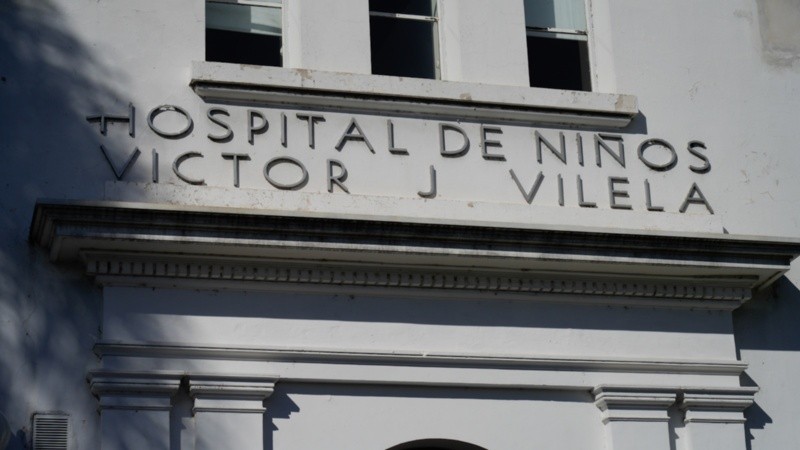 HOSPITAL DE NIÑOS
VICTOR J VILELA